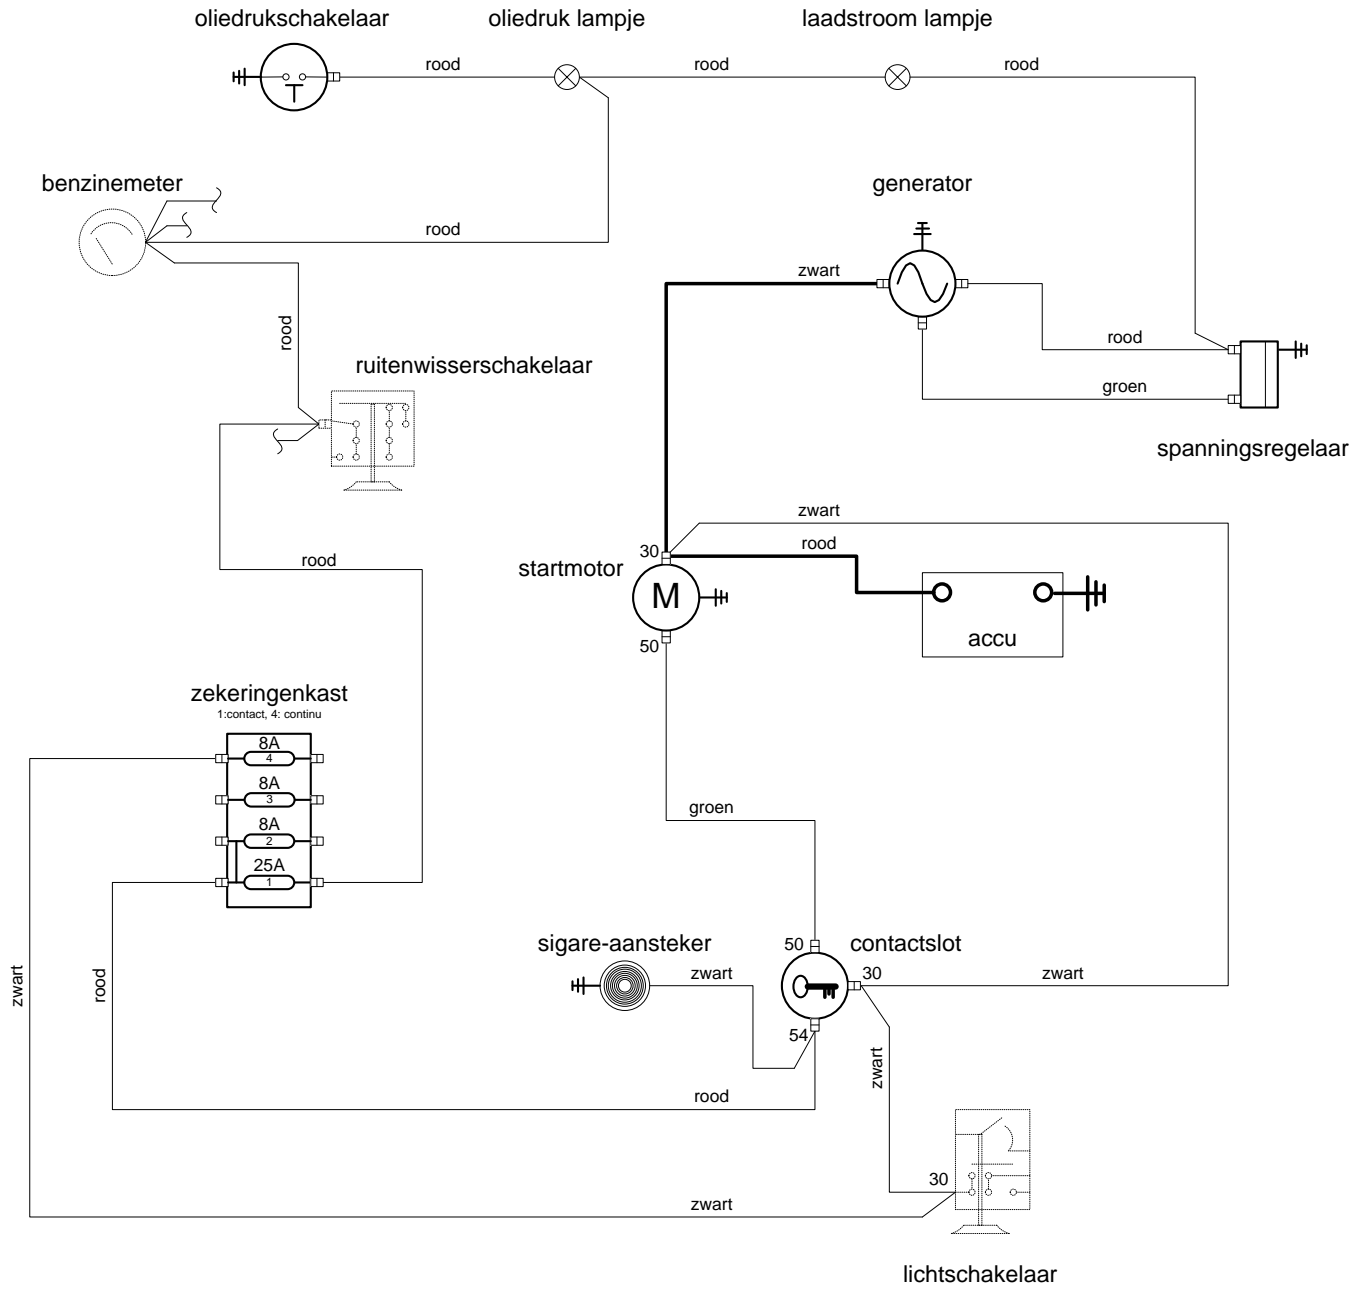 oliedrukschakelaar
oliedruk lampje
laadstroom lampje
rood
rood
rood
benzinemeter
generator
rood
zwart
rood
rood
ruitenwisserschakelaar
groen
spanningsregelaar
zwart
30
rood
startmotor
M
rood
50
accu
zekeringenkast
1:contact, 4: continu
8A
4
8A
3
groen
8A
2
25A
1
sigare-aansteker
50
contactslot
zwart
rood
zwart
30
zwart
54
zwart
rood
30
zwart
lichtschakelaar